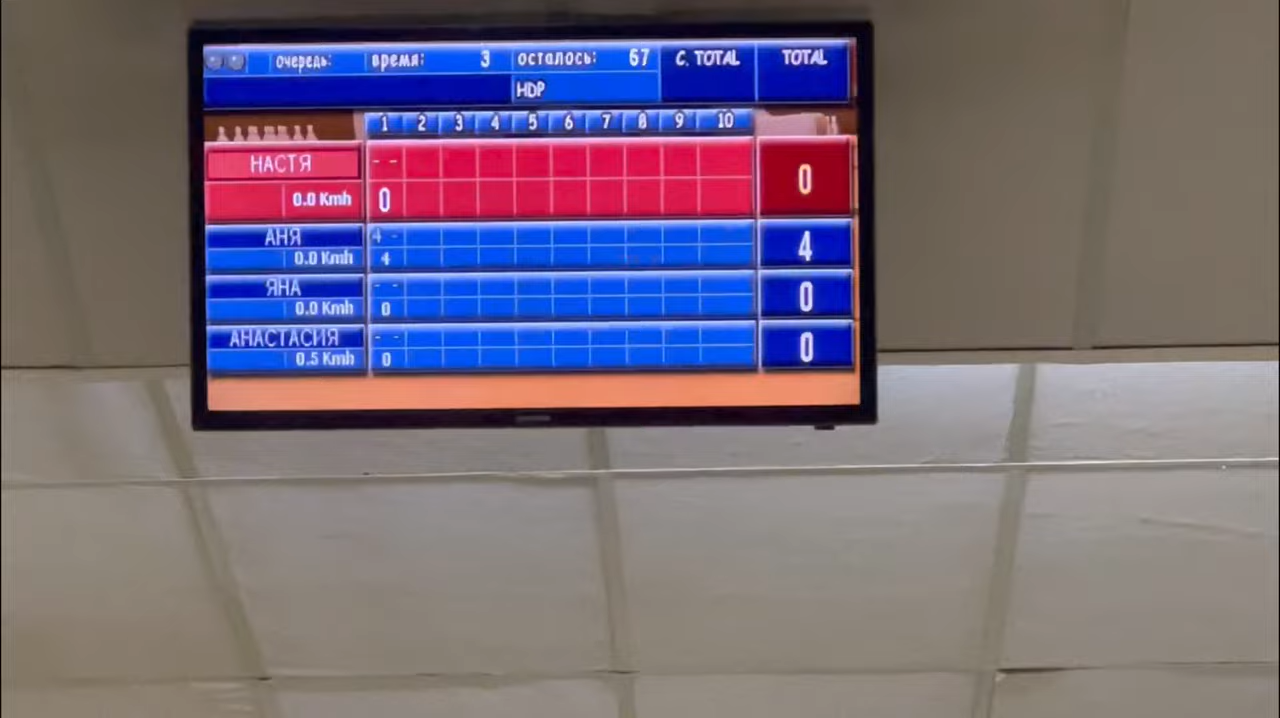 очередь: время: 3 осталось: 67 C. TOTAL TOTAL
HDP
1 2 3 4 5 6 7 8 9 10
НАСТЯ - - 0
0.0 Kmh 0
АНЯ 4 - 4
0.0 Kmh 4
ЯНА - - 0
0.0 Kmh 0
АНАСТАСИЯ - - 0
0.5 Kmh 0